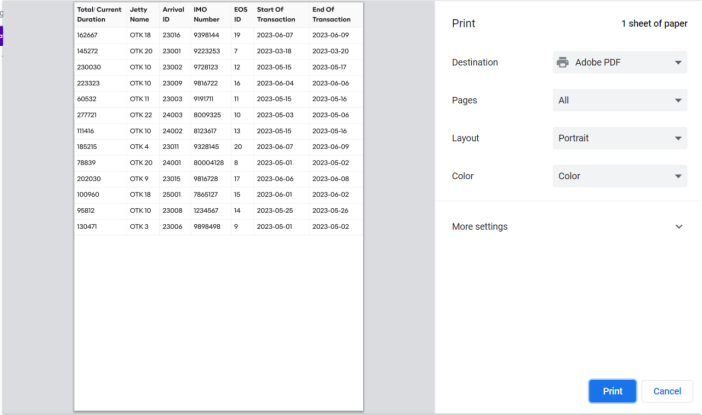 Total/ Current Duration Jetty Name Arrival ID IMO Number EOS ID Start Of Transaction End Of Transaction
162667 OTK 18 23016 9398144 19 2023-06-07 2023-06-09
145272 OTK 20 23001 9223253 7 2023-03-18 2023-03-20
230030 OTK 10 23002 9728123 12 2023-05-15 2023-05-17
223323 OTK 10 23009 9816722 16 2023-06-04 2023-06-06
60532 OTK 11 23003 9191711 11 2023-05-15 2023-05-16
277721 OTK 22 24003 8009325 10 2023-05-03 2023-05-06
111416 OTK 10 24002 8123617 13 2023-05-15 2023-05-16
185215 OTK 4 23011 9328145 20 2023-06-07 2023-06-09
78839 OTK 20 24001 80004128 8 2023-05-01 2023-05-02
202030 OTK 9 23015 9816728 17 2023-06-06 2023-06-08
100960 OTK 18 25001 7865127 15 2023-06-01 2023-06-02
95812 OTK 10 23008 1234567 14 2023-05-25 2023-05-26
130471 OTK 3 23006 9898498 9 2023-05-01 2023-05-02
Print 1 sheet of paper
Destination Adobe PDF
Pages All
Layout Portrait
Color Color
More settings
Print Cancel